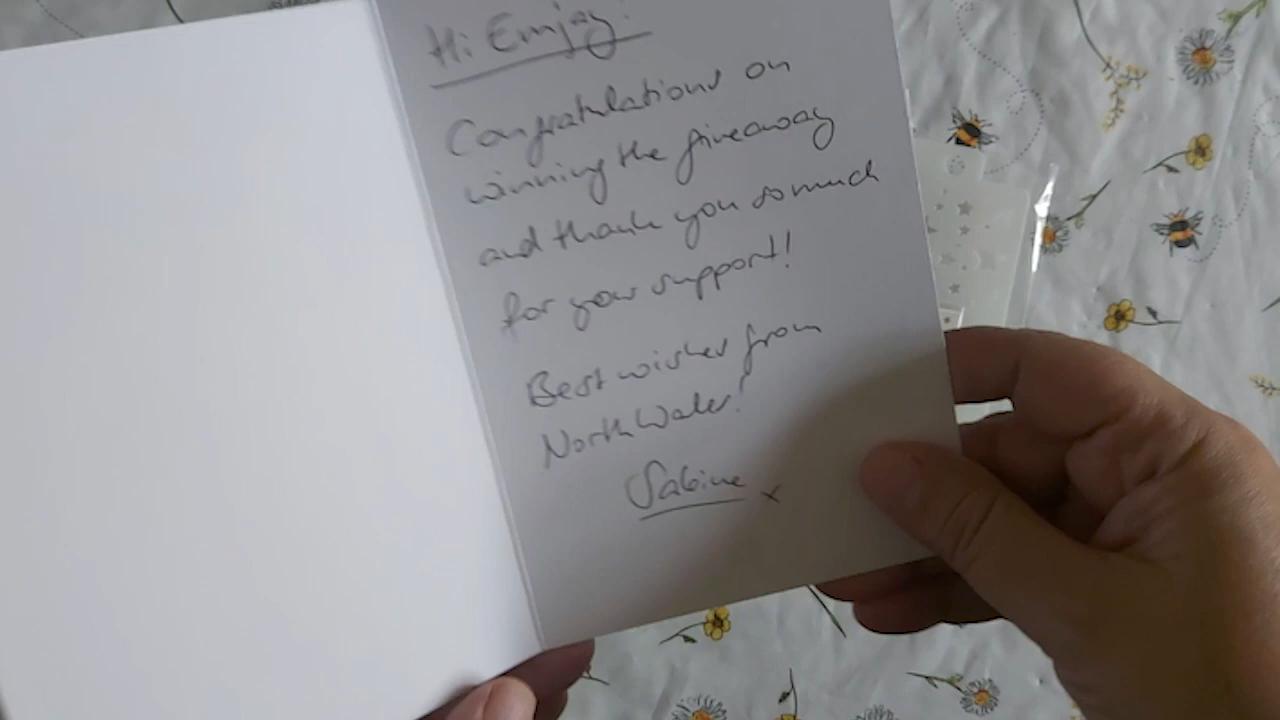 Hi Emjay!
Congratulations on
winning the giveaway
and thank you so much
for your support!
Best wishes from
North Wales!
Sabine x